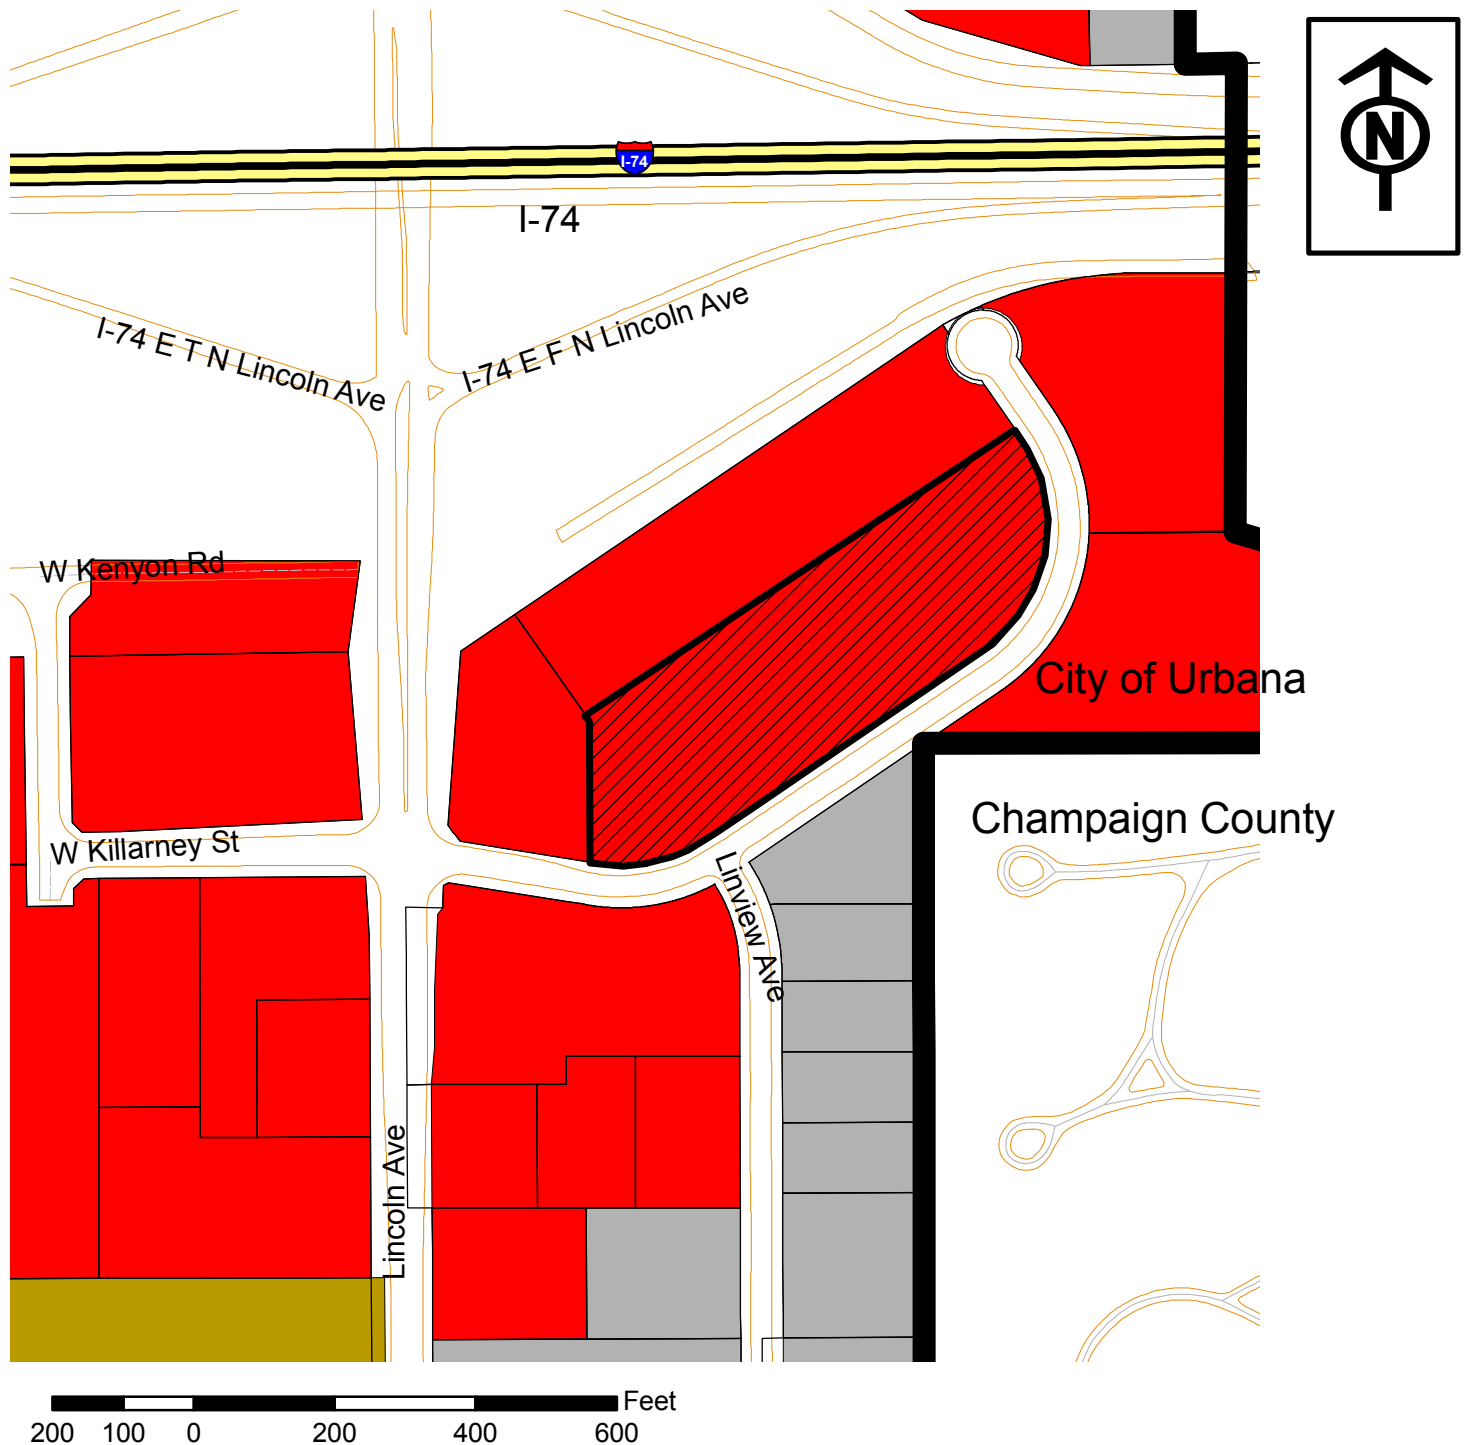 N
I-74
I-74
I-74 E T N Lincoln Ave
I-74 E F N Lincoln Ave
W Kenyon Rd
City of Urbana
Champaign County
W Killarney St
Linview Ave
Lincoln Ave
Feet
200 100 0 200 400 600